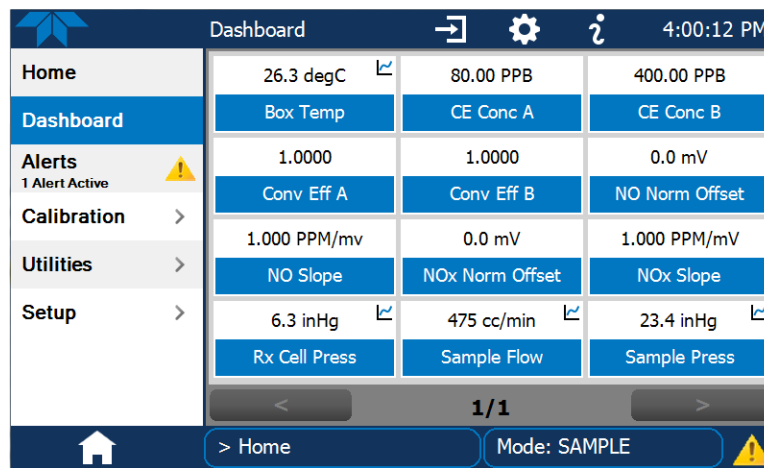 Dashboard
4:00:12 PM
Home
Dashboard
Alerts
1 Alert Active
Calibration >
Utilities >
Setup >
26.3 degC
80.00 PPB
400.00 PPB
Box Temp
CE Conc A
CE Conc B
1.0000
1.0000
0.0 mV
Conv Eff A
Conv Eff B
NO Norm Offset
1.000 PPM/mv
0.0 mV
1.000 PPM/mV
NO Slope
NOx Norm Offset
NOx Slope
6.3 inHg
475 cc/min
23.4 inHg
Rx Cell Press
Sample Flow
Sample Press
<
1/1
>
> Home
Mode: SAMPLE